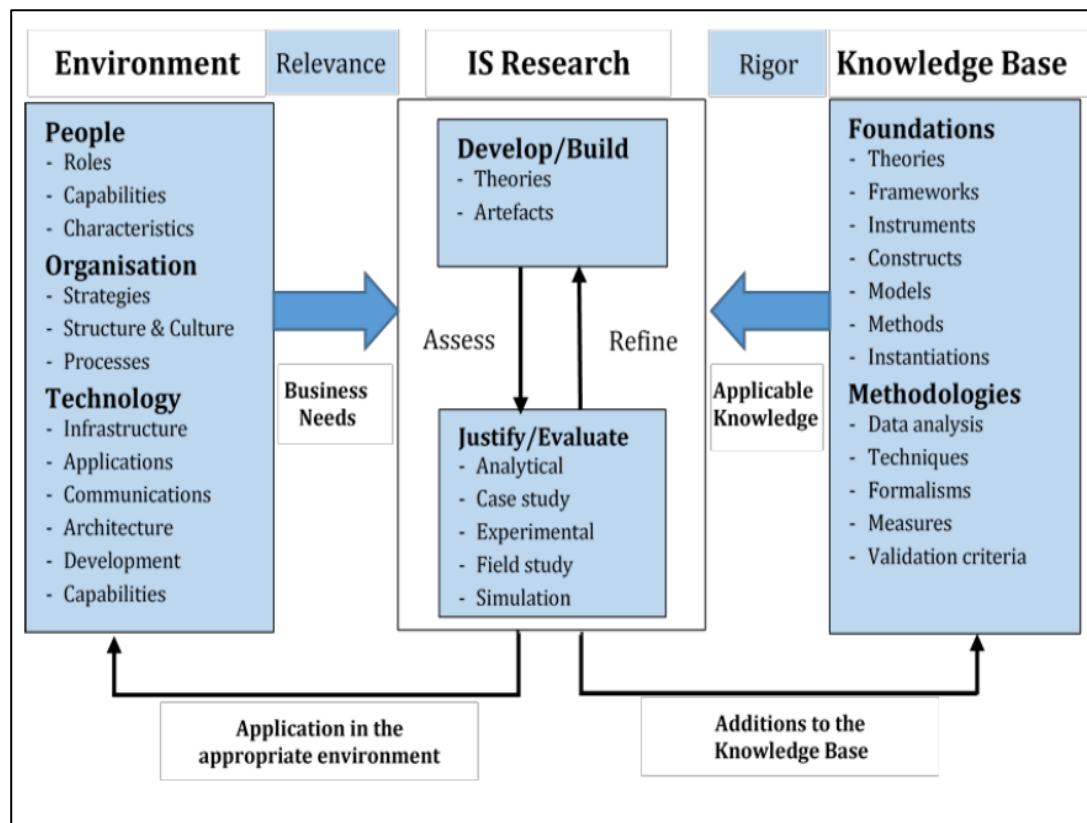 Environment
Relevance
IS Research
Rigor
Knowledge Base
People
- Roles
- Capabilities
- Characteristics
Organisation
- Strategies
- Structure & Culture
- Processes
Technology
- Infrastructure
- Applications
- Communications
- Architecture
- Development
- Capabilities
Business
Needs
Develop/Build
- Theories
- Artefacts
Assess
Refine
Justify/Evaluate
- Analytical
- Case study
- Experimental
- Field study
- Simulation
Applicable
Knowledge
Foundations
- Theories
- Frameworks
- Instruments
- Constructs
- Models
- Methods
- Instantiations
Methodologies
- Data analysis
- Techniques
- Formalisms
- Measures
- Validation criteria
Application in the
appropriate environment
Additions to the
Knowledge Base